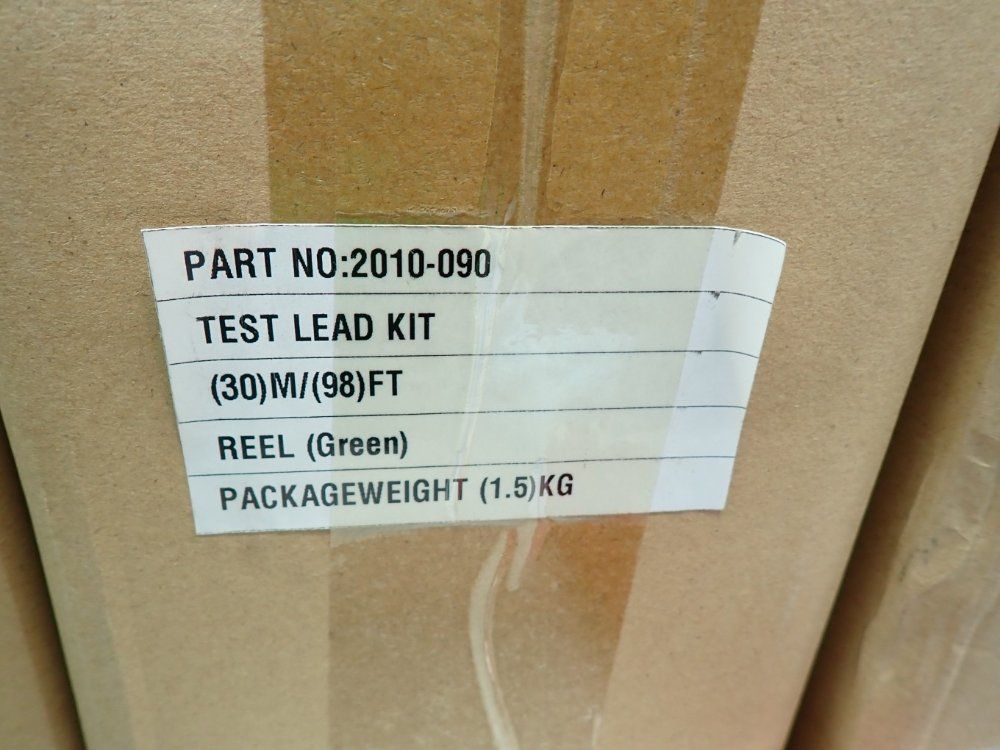 PART NO:2010-090
TEST LEAD KIT
(30)M/(98)FT
REEL (Green)
PACKAGEWEIGHT (1.5)KG